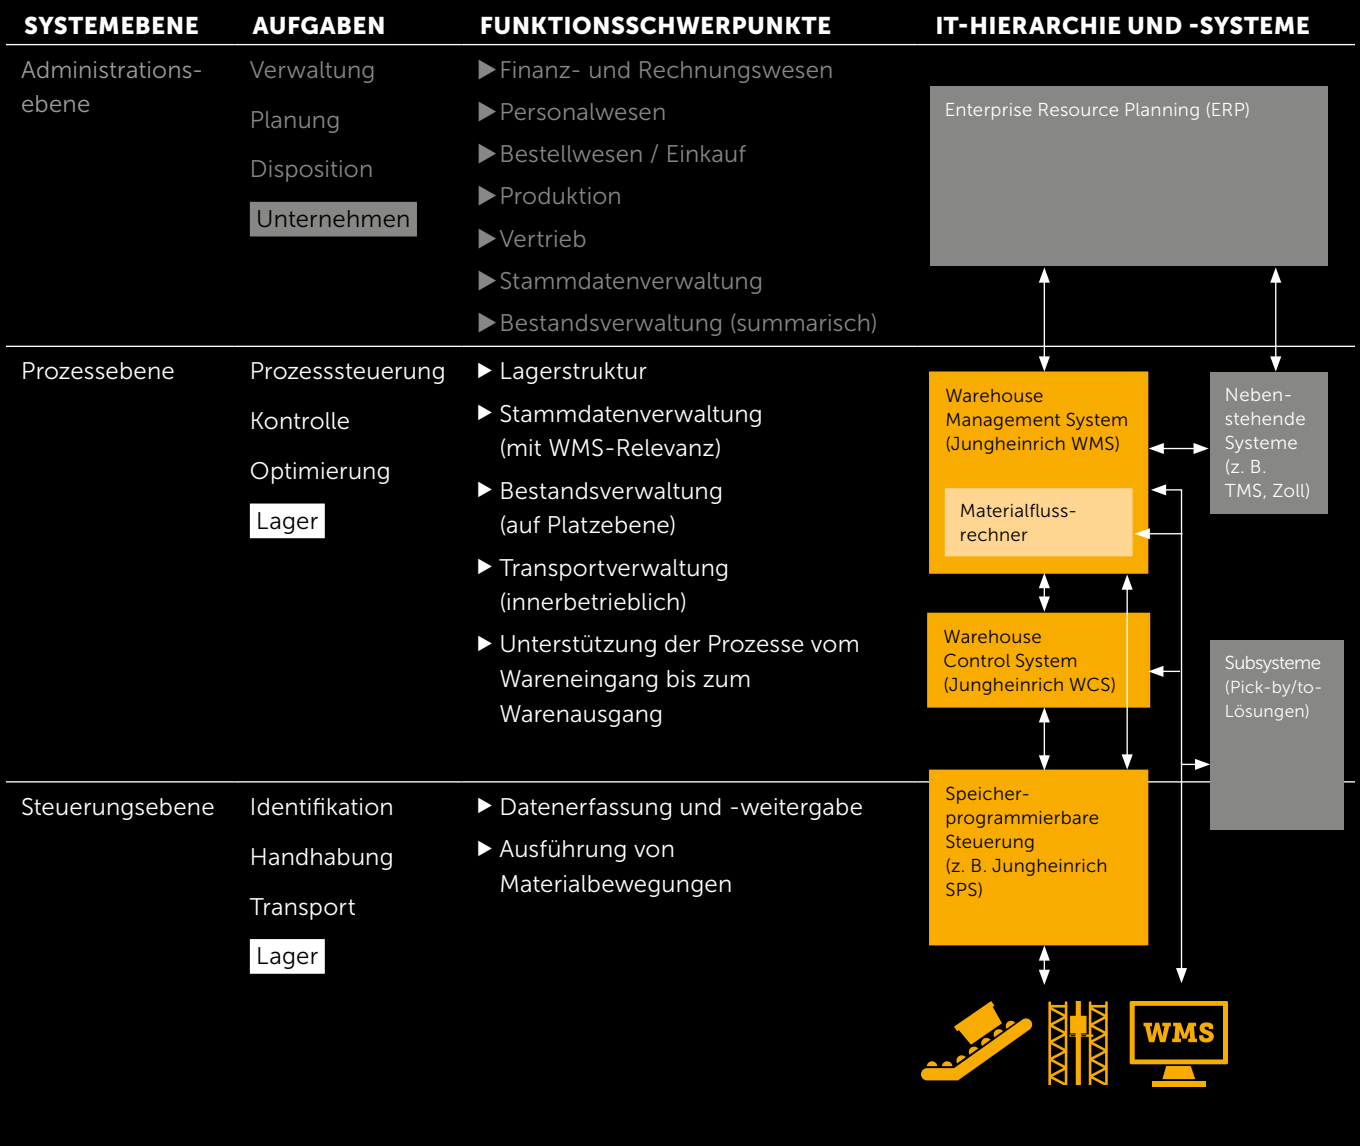 SYSTEMEBENE
AUFGABEN
FUNKTIONSSCHWERPUNKTE
IT-HIERARCHIE UND -SYSTEME
Administrations-
ebene
Verwaltung
Planung
Disposition
Unternehmen
Finanz- und Rechnungswesen
Personalwesen
Bestellwesen / Einkauf
Produktion
Vertrieb
Stammdatenverwaltung
Bestandsverwaltung (summarisch)
Enterprise Resource Planning (ERP)
Prozessebene
Prozesssteuerung
Kontrolle
Optimierung
Lager
Lagerstruktur
Stammdatenverwaltung
(mit WMS-Relevanz)
Bestandsverwaltung
(auf Platzebene)
Transportverwaltung
(innerbetrieblich)
Unterstützung der Prozesse vom
Wareneingang bis zum
Warenausgang
Warehouse
Management System
(Jungheinrich WMS)
Materialfluss-
rechner
Neben-
stehende
Systeme
(z. B.
TMS, Zoll)
Warehouse
Control System
(Jungheinrich WCS)
Subsysteme
(Pick-by/to-
Lösungen)
Steuerungsebene
Identifikation
Handhabung
Transport
Lager
Datenerfassung und -weitergabe
Ausführung von
Materialbewegungen
Speicher-
programmierbare
Steuerung
(z. B. Jungheinrich
SPS)
WMS